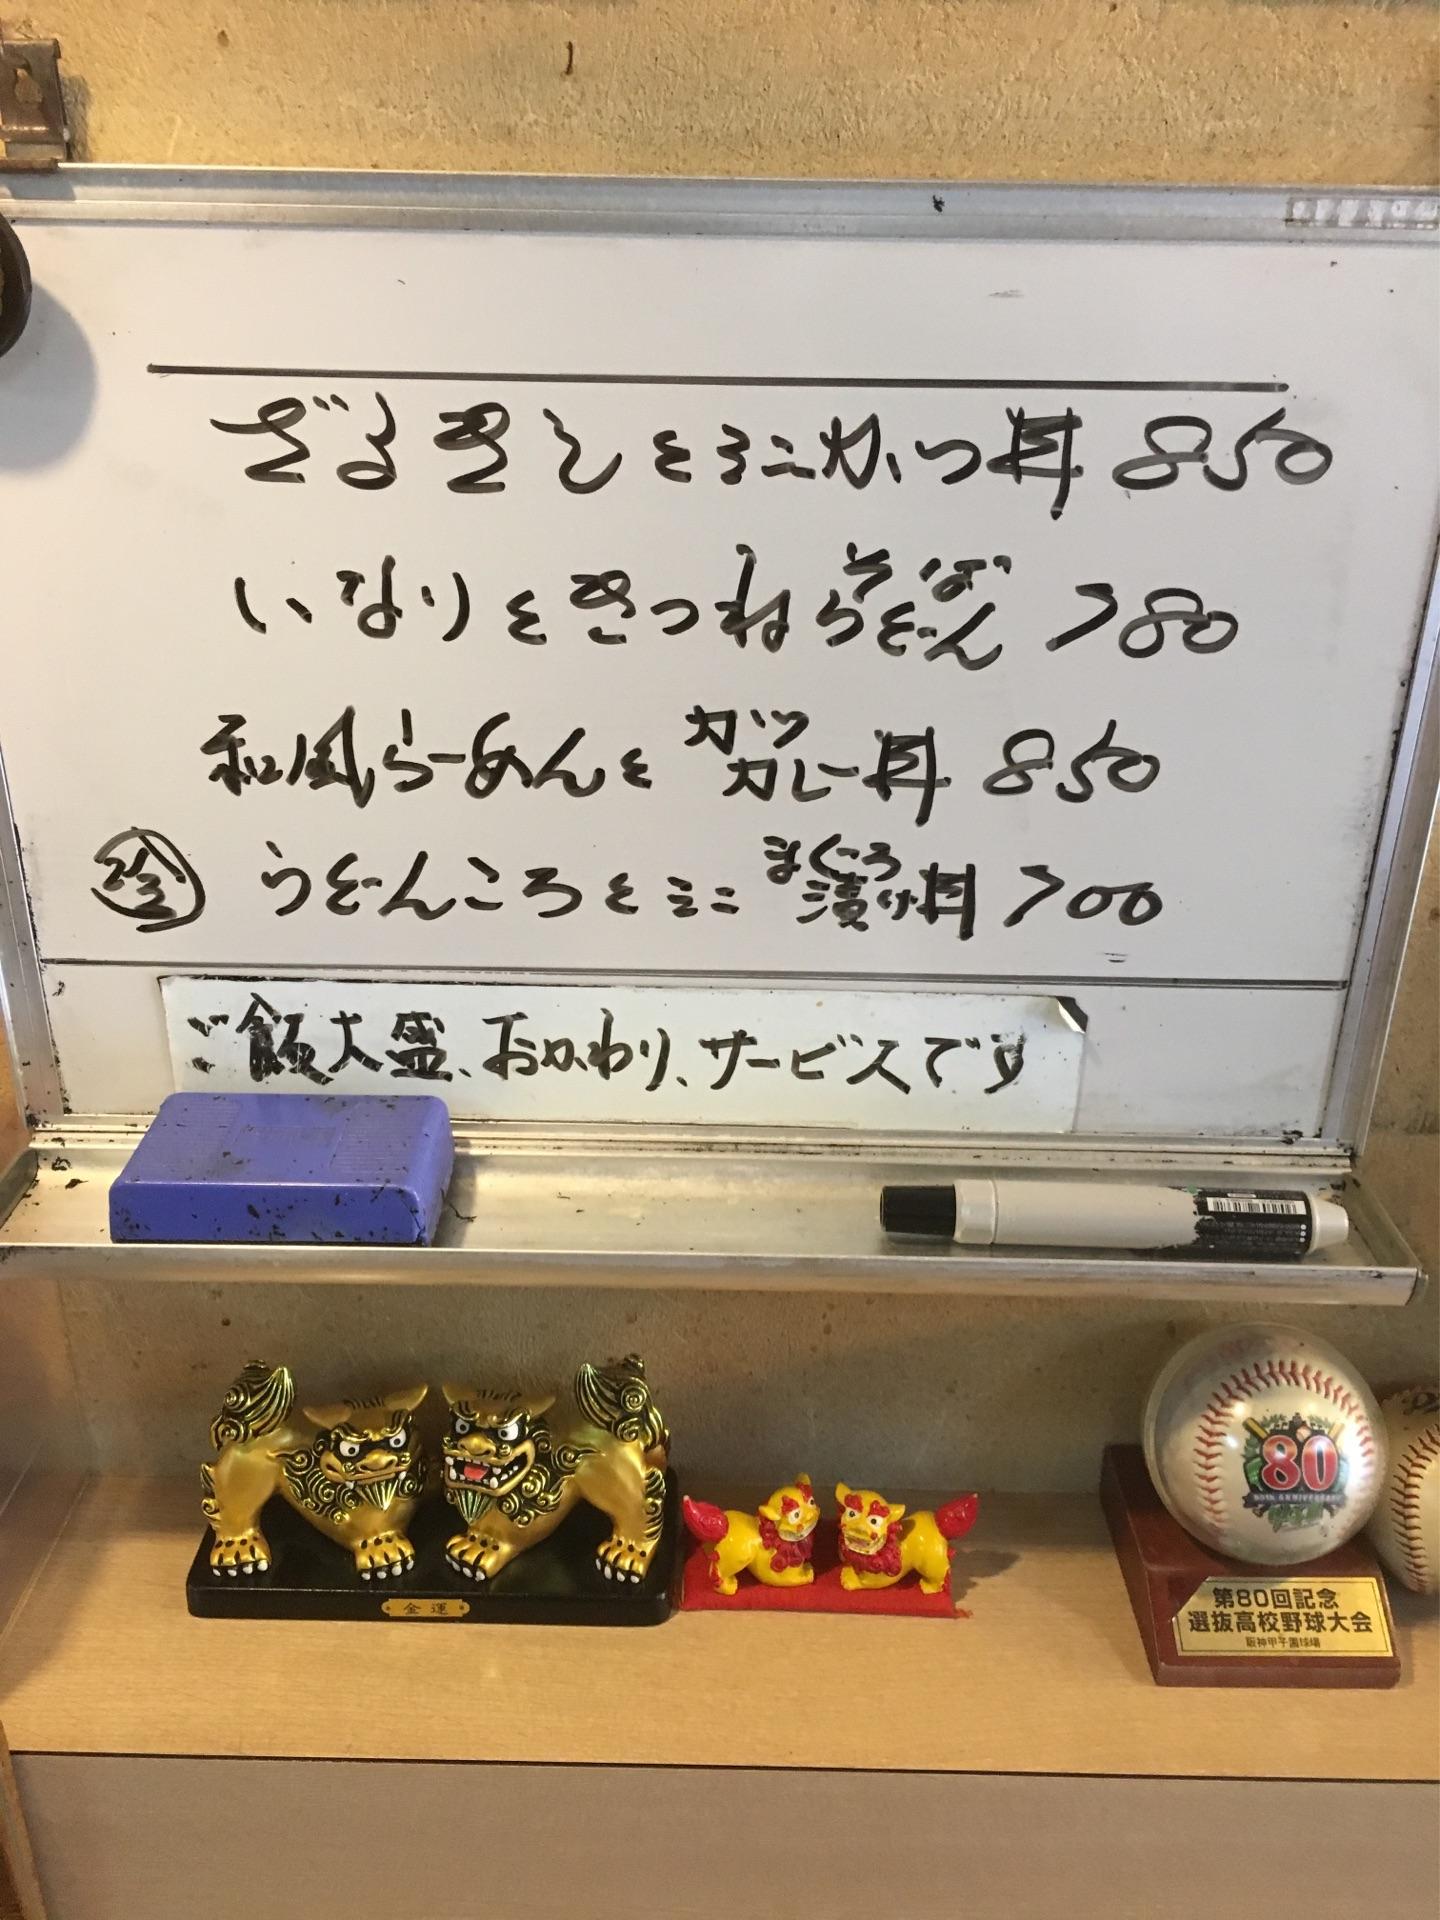 ざるきしとミニかつ丼 850
いなりときつねそばうどん 780
和風らーめんとカツカレー丼 850
冷 うどんころとミニまぐろ漬け丼 700
ご飯大盛、おかわり、サービスです
金運
80
80TH ANNIVERSARY
第80回記念
選抜高校野球大会
阪神甲子園球場